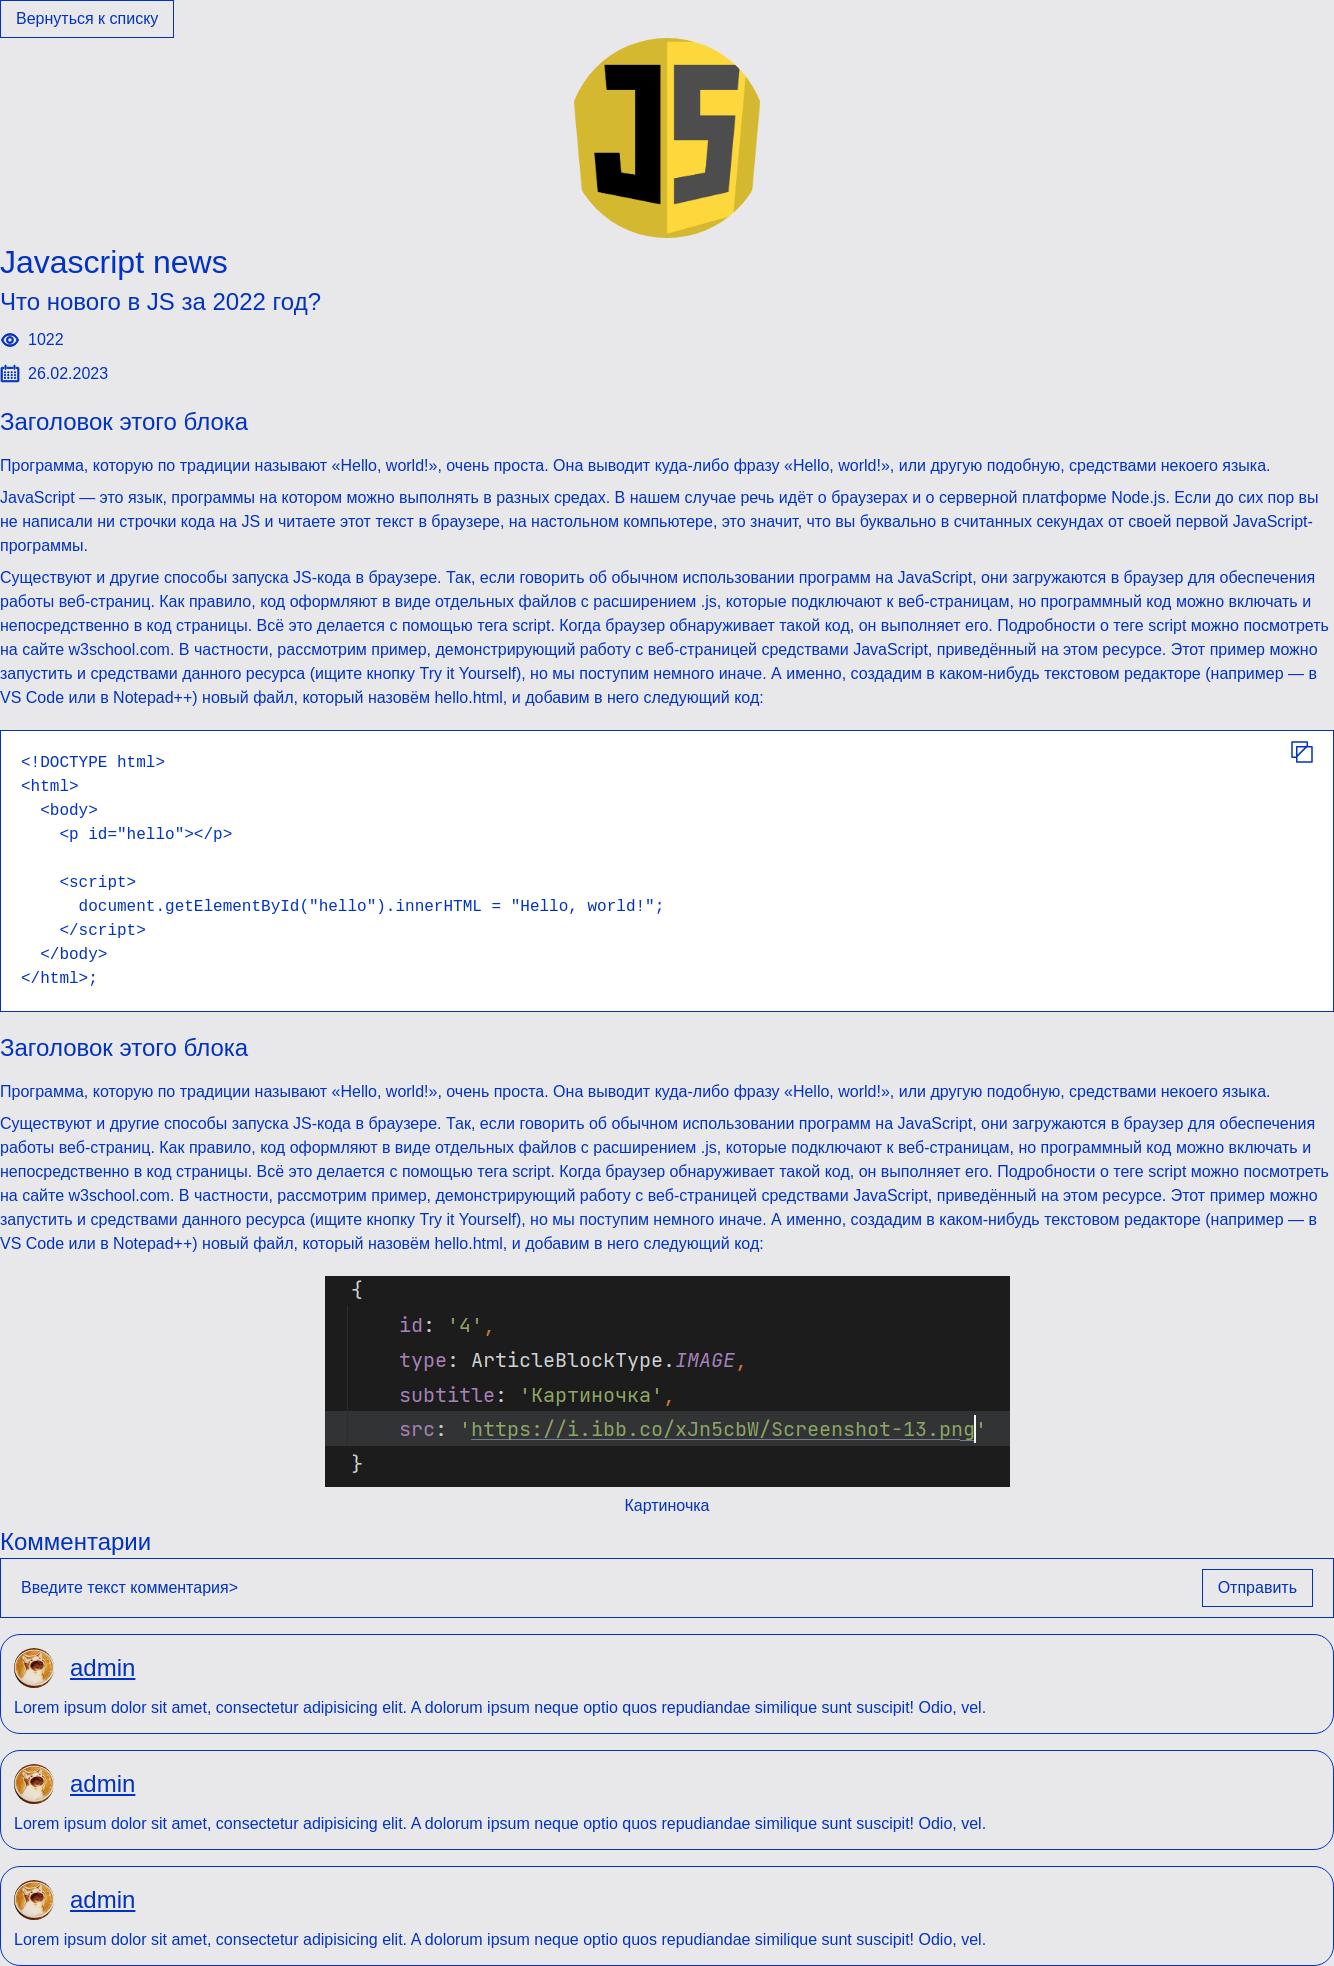 Вернуться к списку
JS
Javascript news
Что нового в JS за 2022 год?
1022
26.02.2023
Заголовок этого блока
Программа, которую по традиции называют «Hello, world!», очень проста. Она выводит куда-либо фразу «Hello, world!», или другую подобную, средствами некоего языка.
JavaScript — это язык, программы на котором можно выполнять в разных средах. В нашем случае речь идёт о браузерах и о серверной платформе Node.js. Если до сих пор вы
не написали ни строчки кода на JS и читаете этот текст в браузере, на настольном компьютере, это значит, что вы буквально в считанных секундах от своей первой JavaScript-
программы.
Существуют и другие способы запуска JS-кода в браузере. Так, если говорить об обычном использовании программ на JavaScript, они загружаются в браузер для обеспечения
работы веб-страниц. Как правило, код оформляют в виде отдельных файлов с расширением .js, которые подключают к веб-страницам, но программный код можно включать и
непосредственно в код страницы. Всё это делается с помощью тега script. Когда браузер обнаруживает такой код, он выполняет его. Подробности о теге script можно посмотреть
на сайте w3school.com. В частности, рассмотрим пример, демонстрирующий работу с веб-страницей средствами JavaScript, приведённый на этом ресурсе. Этот пример можно
запустить и средствами данного ресурса (ищите кнопку Try it Yourself), но мы поступим немного иначе. А именно, создадим в каком-нибудь текстовом редакторе (например — в
VS Code или в Notepad++) новый файл, который назовём hello.html, и добавим в него следующий код:
<!DOCTYPE html>
<html>
  <body>
    <p id="hello"></p>
    <script>
      document.getElementById("hello").innerHTML = "Hello, world!";
    </script>
  </body>
</html>;
Заголовок этого блока
Программа, которую по традиции называют «Hello, world!», очень проста. Она выводит куда-либо фразу «Hello, world!», или другую подобную, средствами некоего языка.
Существуют и другие способы запуска JS-кода в браузере. Так, если говорить об обычном использовании программ на JavaScript, они загружаются в браузер для обеспечения
работы веб-страниц. Как правило, код оформляют в виде отдельных файлов с расширением .js, которые подключают к веб-страницам, но программный код можно включать и
непосредственно в код страницы. Всё это делается с помощью тега script. Когда браузер обнаруживает такой код, он выполняет его. Подробности о теге script можно посмотреть
на сайте w3school.com. В частности, рассмотрим пример, демонстрирующий работу с веб-страницей средствами JavaScript, приведённый на этом ресурсе. Этот пример можно
запустить и средствами данного ресурса (ищите кнопку Try it Yourself), но мы поступим немного иначе. А именно, создадим в каком-нибудь текстовом редакторе (например — в
VS Code или в Notepad++) новый файл, который назовём hello.html, и добавим в него следующий код:
{
id: '4',
type: ArticleBlockType.IMAGE,
subtitle: 'Картиночка',
src: 'https://i.ibb.co/xJn5cbW/Screenshot-13.png'
}
Картиночка
Комментарии
Введите текст комментария>
Отправить
admin
Lorem ipsum dolor sit amet, consectetur adipisicing elit. A dolorum ipsum neque optio quos repudiandae similique sunt suscipit! Odio, vel.
admin
Lorem ipsum dolor sit amet, consectetur adipisicing elit. A dolorum ipsum neque optio quos repudiandae similique sunt suscipit! Odio, vel.
admin
Lorem ipsum dolor sit amet, consectetur adipisicing elit. A dolorum ipsum neque optio quos repudiandae similique sunt suscipit! Odio, vel.